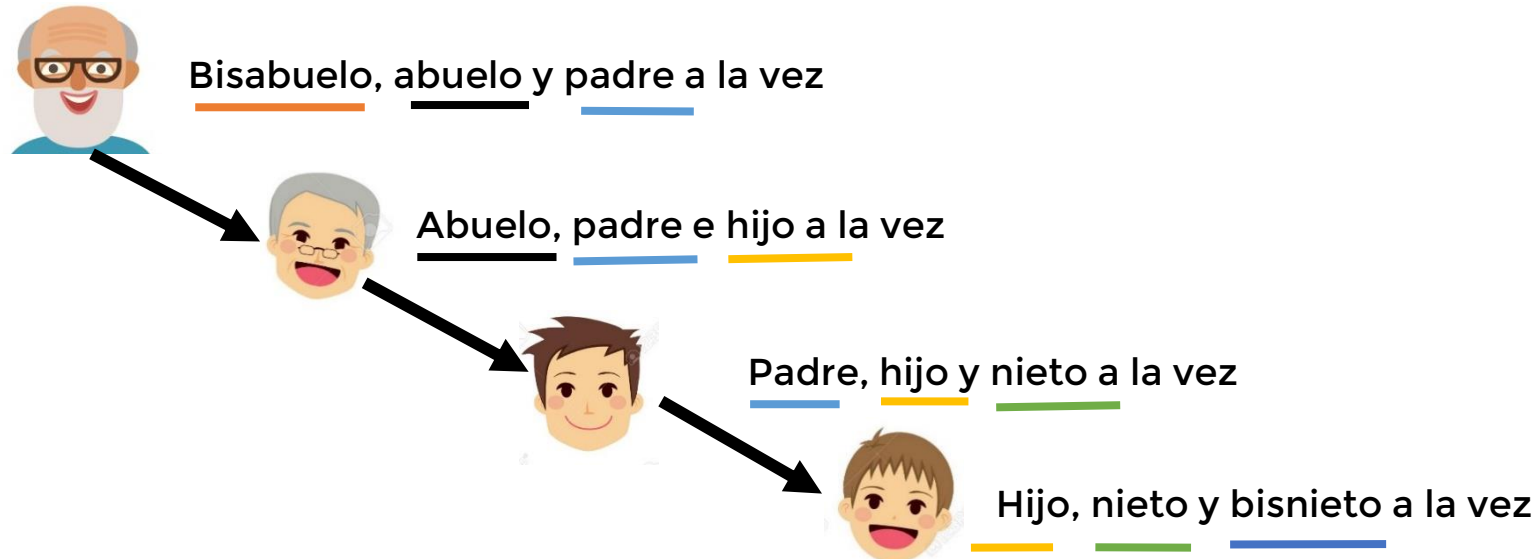 Bisabuelo, abuelo y padre a la vez
Abuelo, padre e hijo a la vez
Padre, hijo y nieto a la vez
Hijo, nieto y bisnieto a la vez